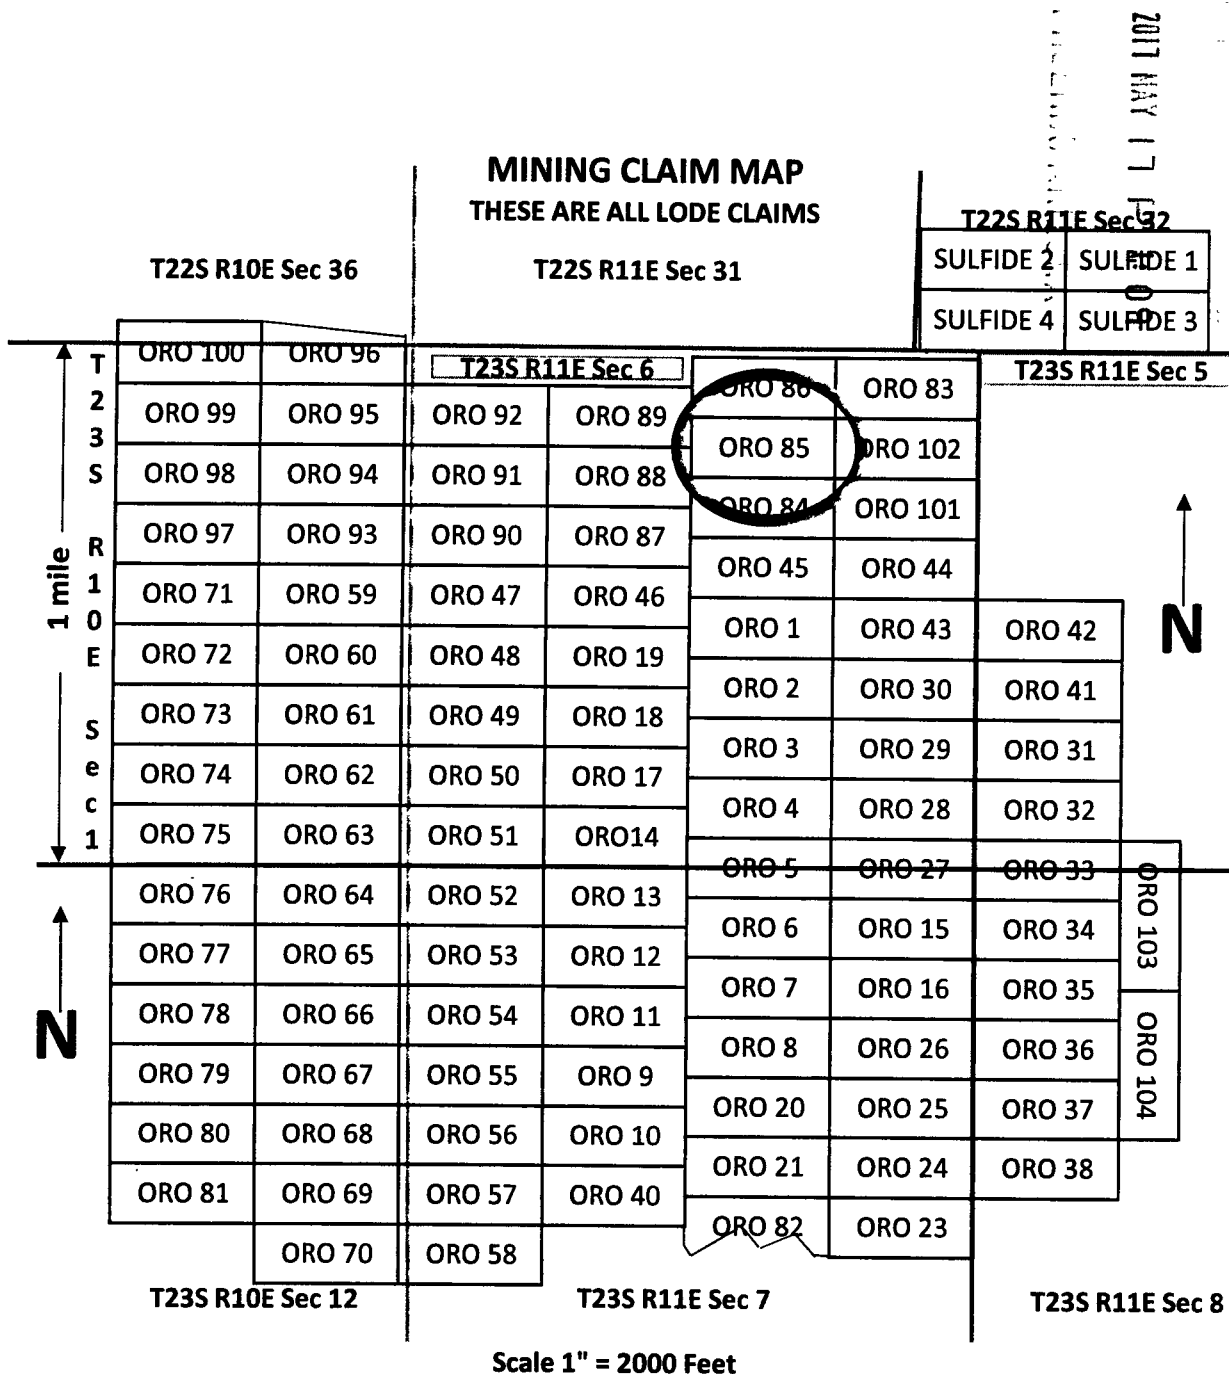 2017 MAY 17 P
MINING CLAIM MAP
THESE ARE ALL LODE CLAIMS
T22S R11E Sec 32
T22S R10E Sec 36 T22S R11E Sec 31 SULFIDE 2 SULFIDE 1
SULFIDE 4 SULFIDE 3
T23S R10E Sec1
1 mile
ORO 100 ORO 96 T23S R11E Sec 6 ORO 86 ORO 83 T23S R11E Sec 5
ORO 99 ORO 95 ORO 92 ORO 89 ORO 85 ORO 102
ORO 98 ORO 94 ORO 91 ORO 88 ORO 84 ORO 101
ORO 97 ORO 93 ORO 90 ORO 87 ORO 45 ORO 44
ORO 71 ORO 59 ORO 47 ORO 46 ORO 1 ORO 43 ORO 42
N
ORO 72 ORO 60 ORO 48 ORO 19 ORO 2 ORO 30 ORO 41
ORO 73 ORO 61 ORO 49 ORO 18 ORO 3 ORO 29 ORO 31
ORO 74 ORO 62 ORO 50 ORO 17 ORO 4 ORO 28 ORO 32
ORO 75 ORO 63 ORO 51 ORO14 ORO 5 ORO 27 ORO 33
ORO 76 ORO 64 ORO 52 ORO 13 ORO 6 ORO 15 ORO 34 ORO 103
ORO 77 ORO 65 ORO 53 ORO 12 ORO 7 ORO 16 ORO 35
N
ORO 78 ORO 66 ORO 54 ORO 11 ORO 8 ORO 26 ORO 36 ORO 104
ORO 79 ORO 67 ORO 55 ORO 9 ORO 20 ORO 25 ORO 37
ORO 80 ORO 68 ORO 56 ORO 10 ORO 21 ORO 24 ORO 38
ORO 81 ORO 69 ORO 57 ORO 40 ORO 82 ORO 23
ORO 70 ORO 58
T23S R10E Sec 12 T23S R11E Sec 7 T23S R11E Sec 8
Scale 1" = 2000 Feet